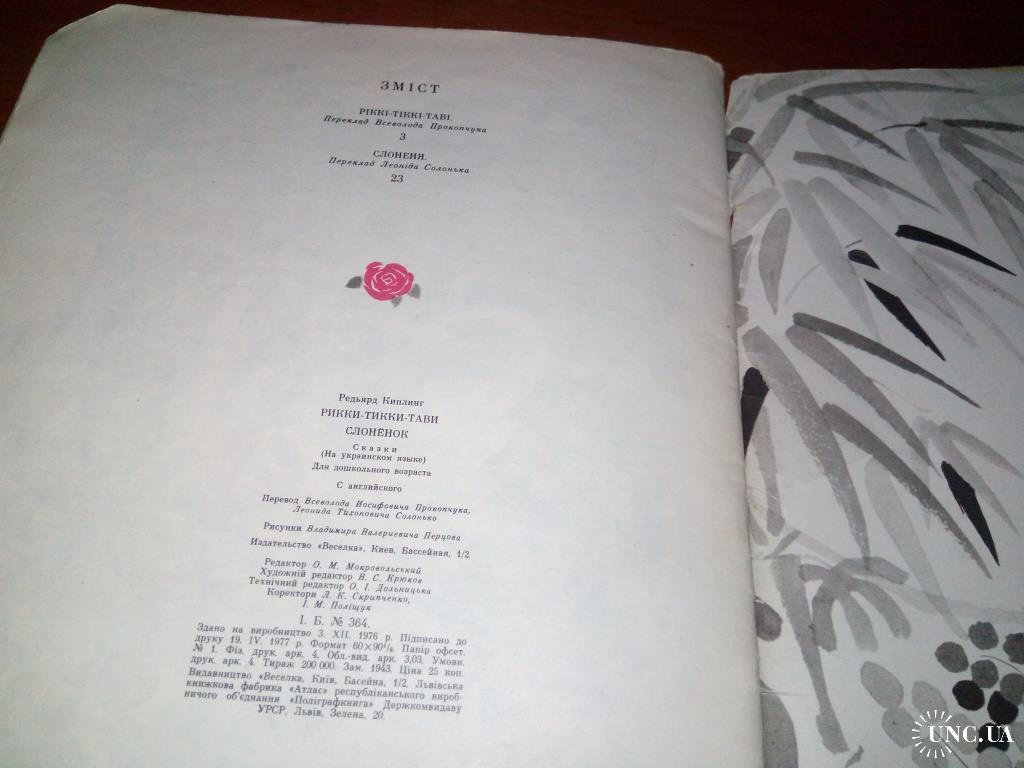 ЗМІСТ
РІККІ-ТІККІ-ТАВІ.
Переклад Всеволода Прокопчука
3
СЛОНЕНЯ.
Переклад Леоніда Солонька
23
Редьярд Киплинг
РИККИ-ТИККИ-ТАВИ
СЛОНЁНОК
Сказки
(На украинском языке)
Для дошкольного возраста
С английского
Перевод Всеволода Иосифовича Прокопчука,
Леонида Тихоновича Солонько
Рисунки Владимира Валериевича Перцова
Издательство «Веселка», Киев, Бассейная, 1/2
Редактор О. М. Мокровольський
Художній редактор В. С. Крюков
Технічний редактор О. І. Дольницька
Коректори Л. К. Скрипченко,
І. М. Поліщук
І. Б. № 364.
Здано на виробництво 3. XII. 1976 р. Підписано до
друку 19. IV. 1977 р. Формат 60×90⅛. Папір офсет.
№ 1. Фіз. друк. арк. 4. Обл.-вид. арк. 3,03. Умовн.
друк. арк. 4. Тираж 200 000. Зам. 1943. Ціна 25 коп.
Видавництво «Веселка, Київ, Басейна, 1/2. Львівська
книжкова фабрика «Атлас» республіканського вироб-
ничого об'єднання «Поліграфкнига» Держкомвидаву
УРСР, Львів, Зелена, 20.
UNC.UA